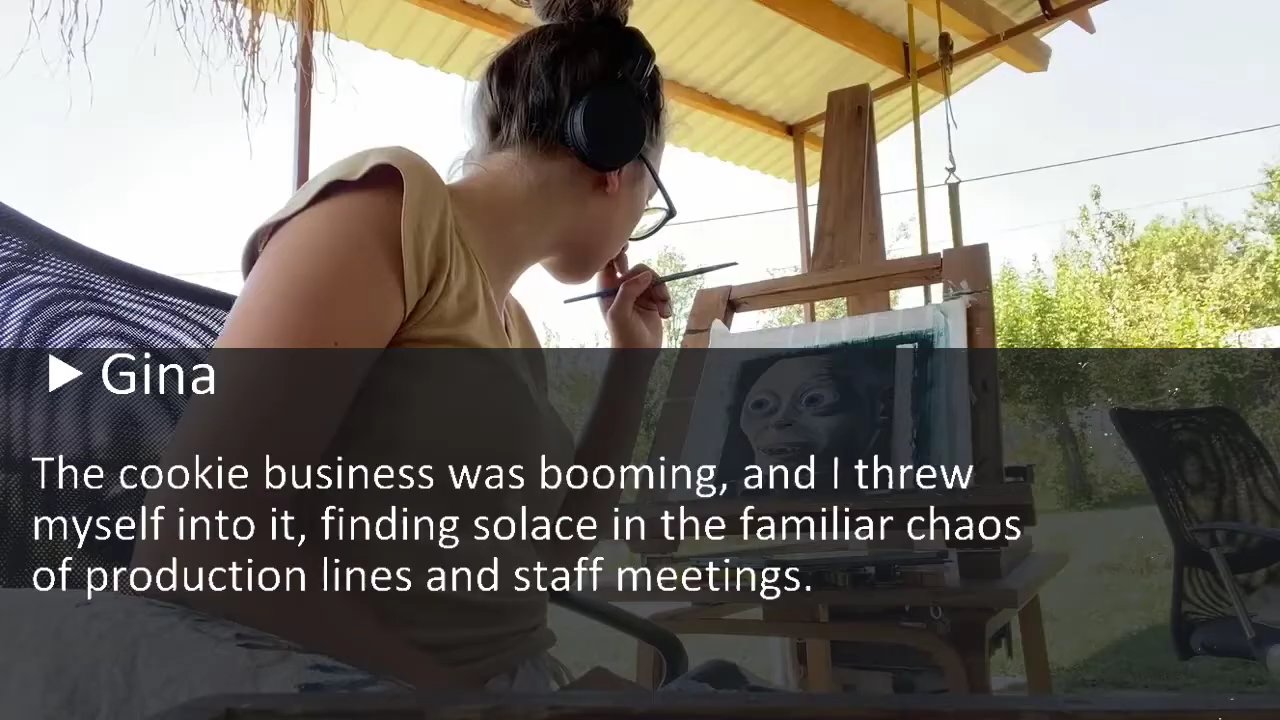 Gina
The cookie business was booming, and I threw
myself into it, finding solace in the familiar chaos
of production lines and staff meetings.